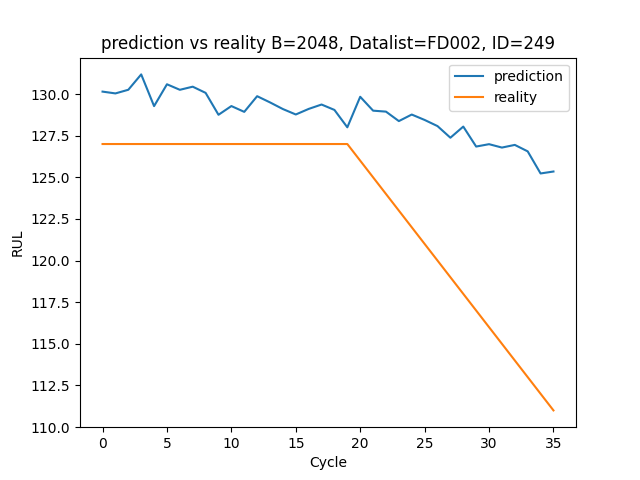 prediction vs reality B=2048, Datalist=FD002, ID=249
prediction
reality
RUL
130.0
127.5
125.0
122.5
120.0
117.5
115.0
112.5
110.0
0 5 10 15 20 25 30 35
Cycle